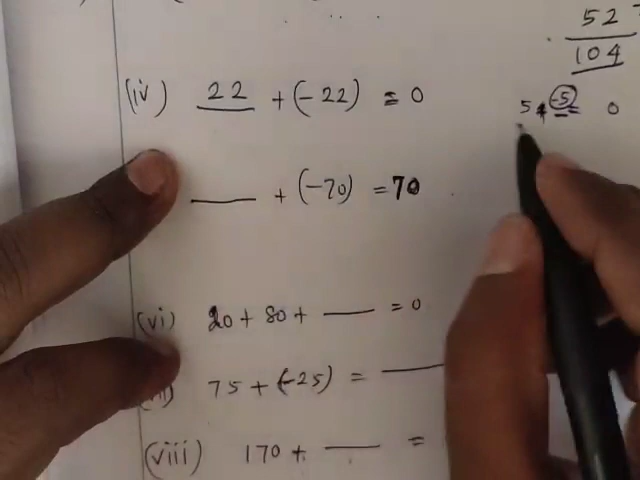 52
104
(iv) 22 + (-22) = 0
5 + -5 = 0
___ + (-70) = 70
(vi) 20 + 80 + ___ = 0
75 + (-25) = ___
(viii) 170 + ___ =